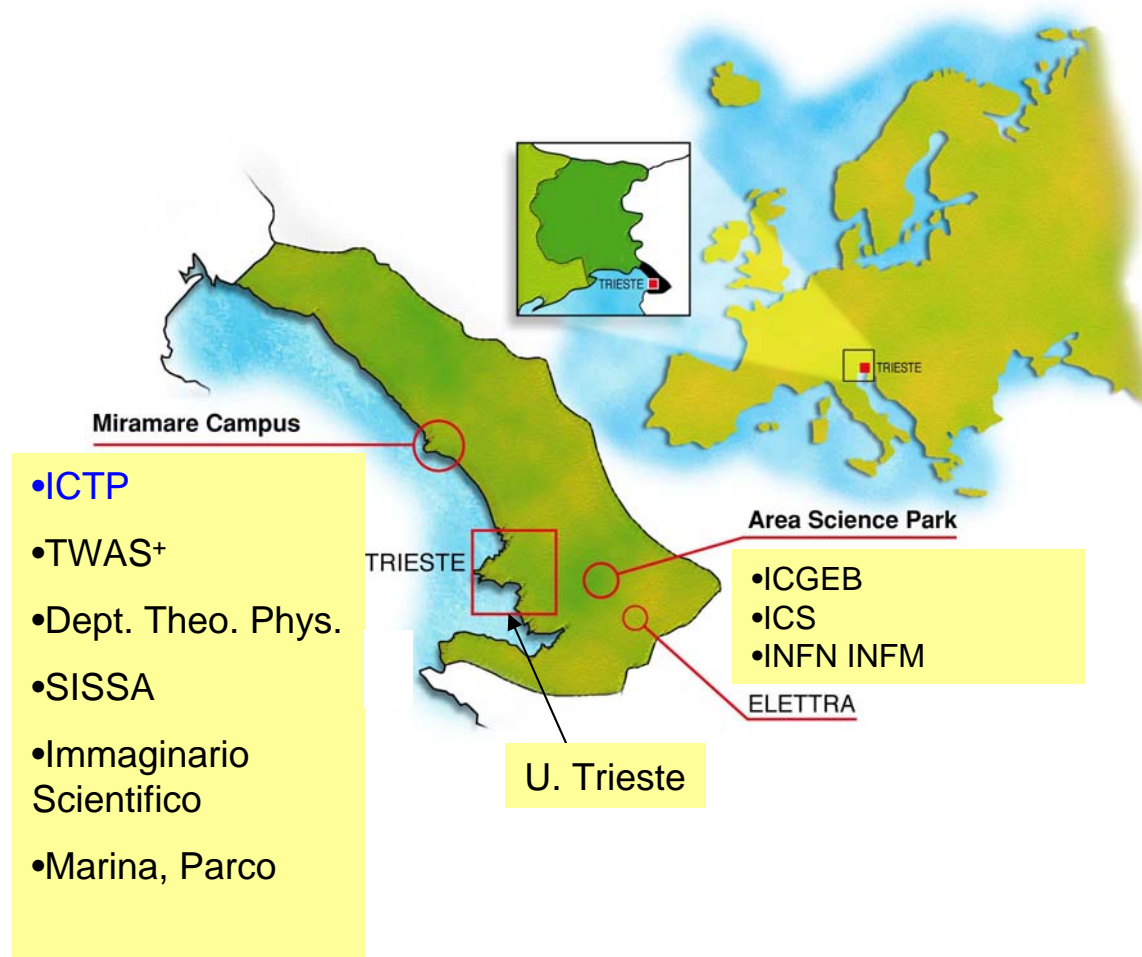 TRIESTE
TRIESTE
Miramare Campus
•ICTP
•TWAS⁺
•Dept. Theo. Phys.
•SISSA
•Immaginario
Scientifico
•Marina, Parco
TRIESTE
U. Trieste
Area Science Park
•ICGEB
•ICS
•INFN INFM
ELETTRA